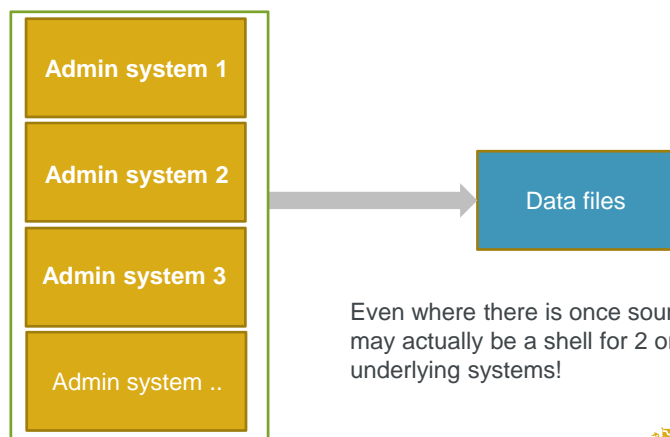 Admin system 1
Admin system 2
Data files
Admin system 3
Even where there is once sour
may actually be a shell for 2 o
underlying systems!
Admin system ..